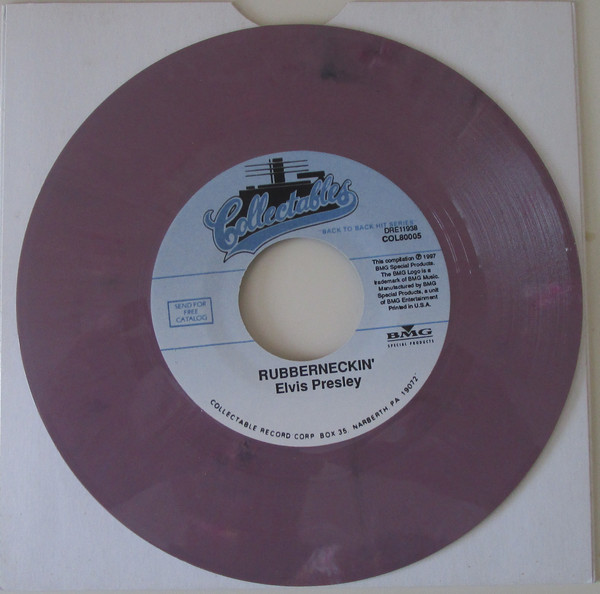 Collectables
BACK TO BACK HIT SERIES
DRE11939
COL80005
This compilation ℗ 1997
BMG Special Products.
The BMG Logo is a
trademark of BMG Music.
Manufactured by BMG
Special Products, a unit
of BMG Entertainment
Printed in U.S.A.
SEND FOR
FREE
CATALOG
BMG
SPECIAL PRODUCTS
RUBBERNECKIN'
Elvis Presley
COLLECTABLE RECORD CORP BOX 35, NARBERTH, PA 19072